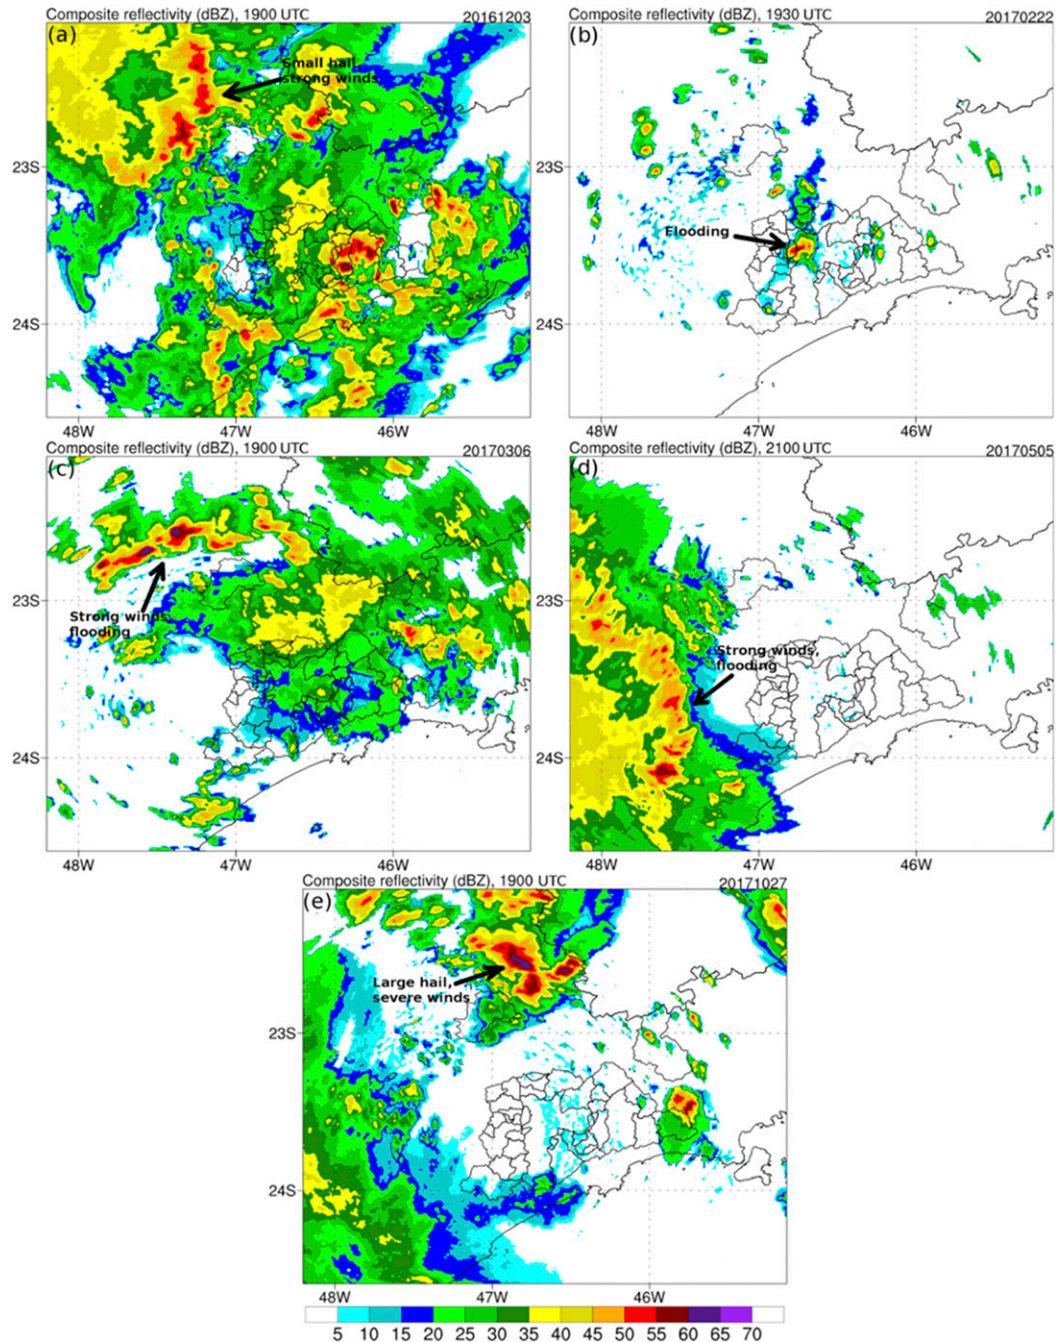 Composite reflectivity (dBZ), 1900 UTC 20161203
(a)
Small hail,
strong winds
23S
24S
48W 47W 46W
Composite reflectivity (dBZ), 1930 UTC 20170222
(b)
Flooding
23S
24S
48W 47W 46W
Composite reflectivity (dBZ), 1900 UTC 20170306
(c)
Strong winds,
flooding
23S
24S
48W 47W 46W
Composite reflectivity (dBZ), 2100 UTC 20170505
(d)
Strong winds,
flooding
23S
24S
48W 47W 46W
Composite reflectivity (dBZ), 1900 UTC 20171027
(e)
Large hail,
severe winds
23S
24S
48W 47W 46W
5 10 15 20 25 30 35 40 45 50 55 60 65 70